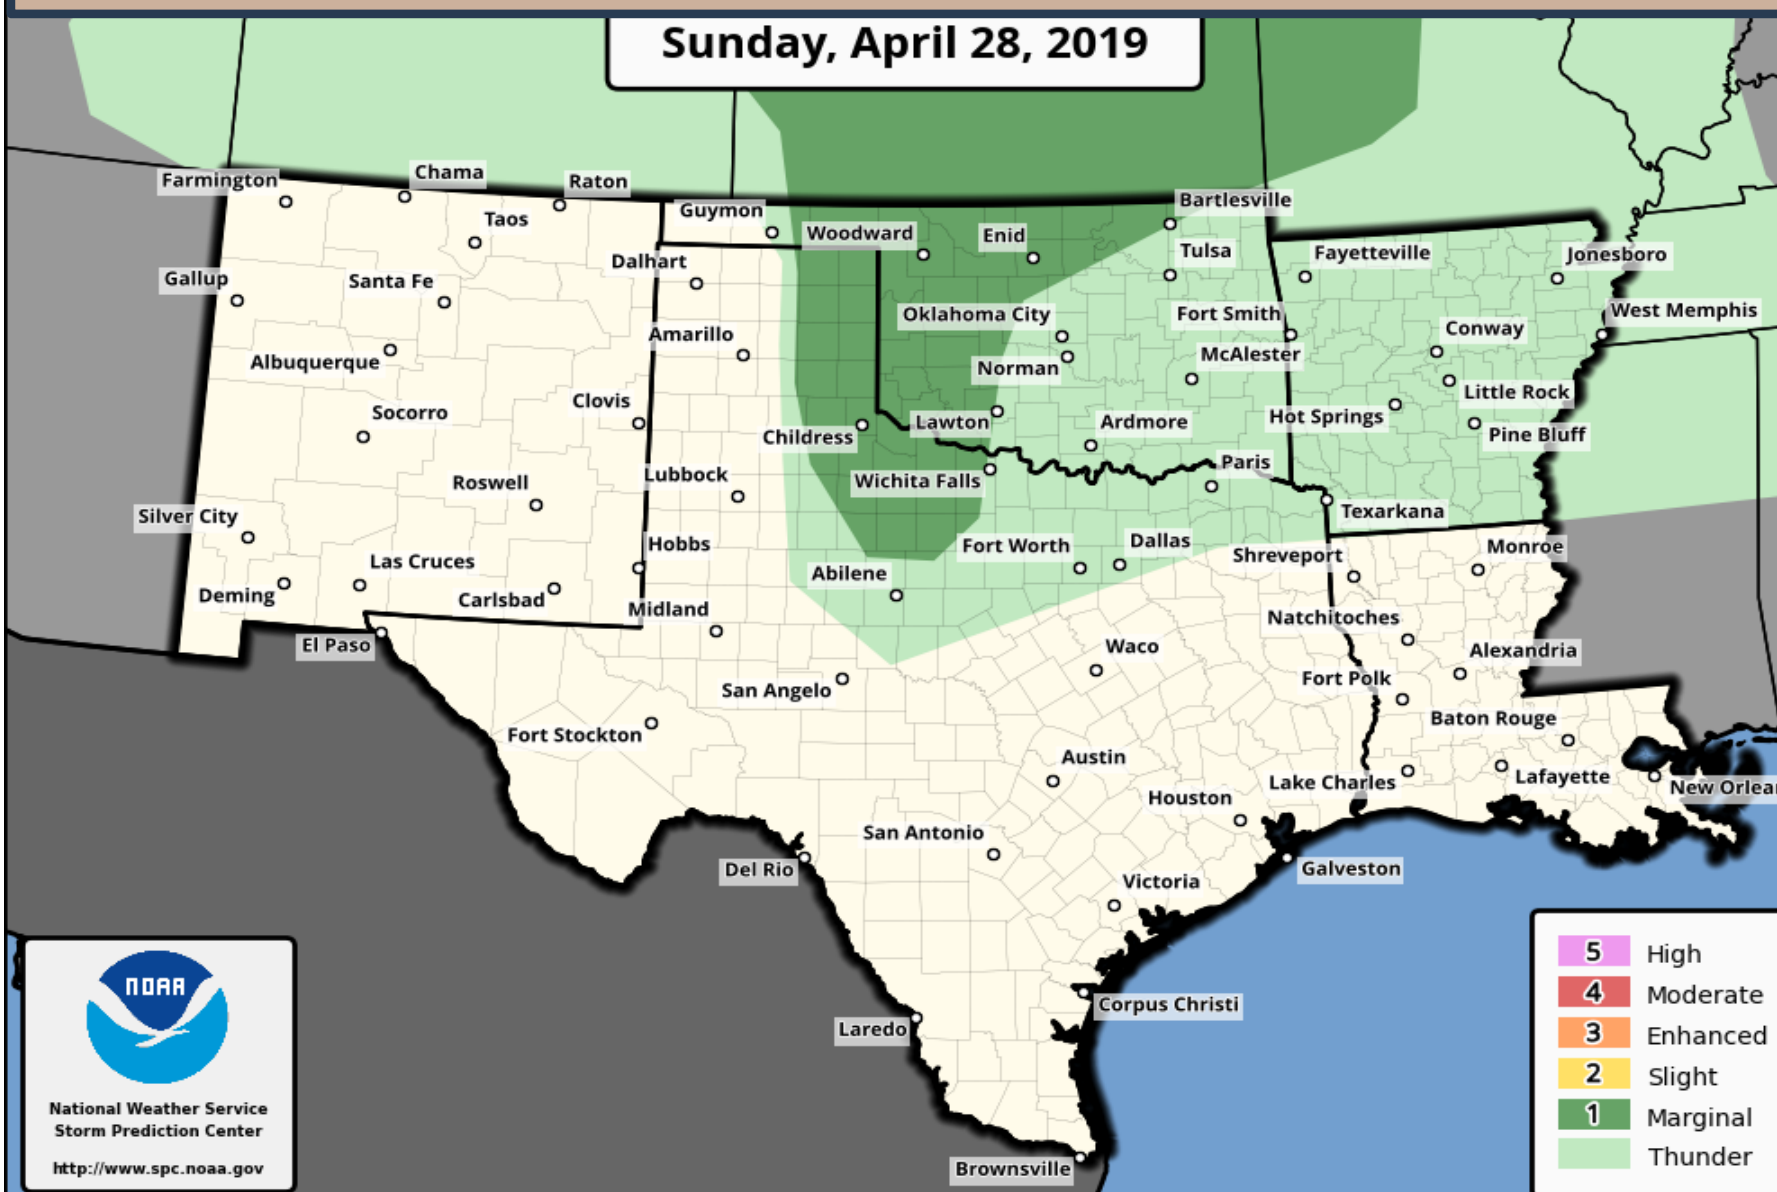 Sunday, April 28, 2019
Farmington
Chama
Raton
Taos
Guymon
Woodward
Enid
Bartlesville
Tulsa
Fayetteville
Jonesboro
Gallup
Santa Fe
Dalhart
Oklahoma City
Fort Smith
West Memphis
Albuquerque
Amarillo
Norman
McAlester
Conway
Little Rock
Socorro
Clovis
Childress
Lawton
Ardmore
Hot Springs
Pine Bluff
Roswell
Lubbock
Wichita Falls
Paris
Texarkana
Silver City
Las Cruces
Hobbs
Fort Worth
Dallas
Shreveport
Monroe
Deming
Carlsbad
Midland
Abilene
Natchitoches
El Paso
San Angelo
Waco
Alexandria
Fort Polk
Fort Stockton
Austin
Baton Rouge
Houston
Lake Charles
Lafayette
New Orlea
San Antonio
Del Rio
Victoria
Galveston
Corpus Christi
Laredo
Brownsville
NOAA
National Weather Service
Storm Prediction Center
http://www.spc.noaa.gov
5 High
4 Moderate
3 Enhanced
2 Slight
1 Marginal
Thunder